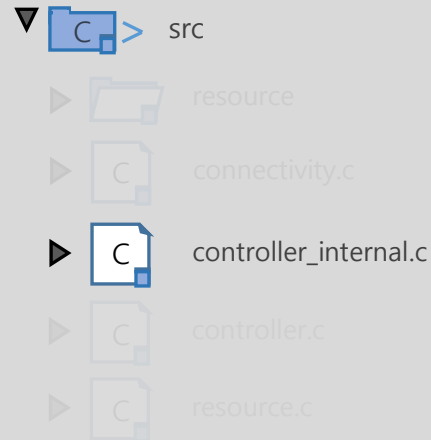 C > src
resource
C connectivity.c
C controller_internal.c
C controller.c
C resource.c